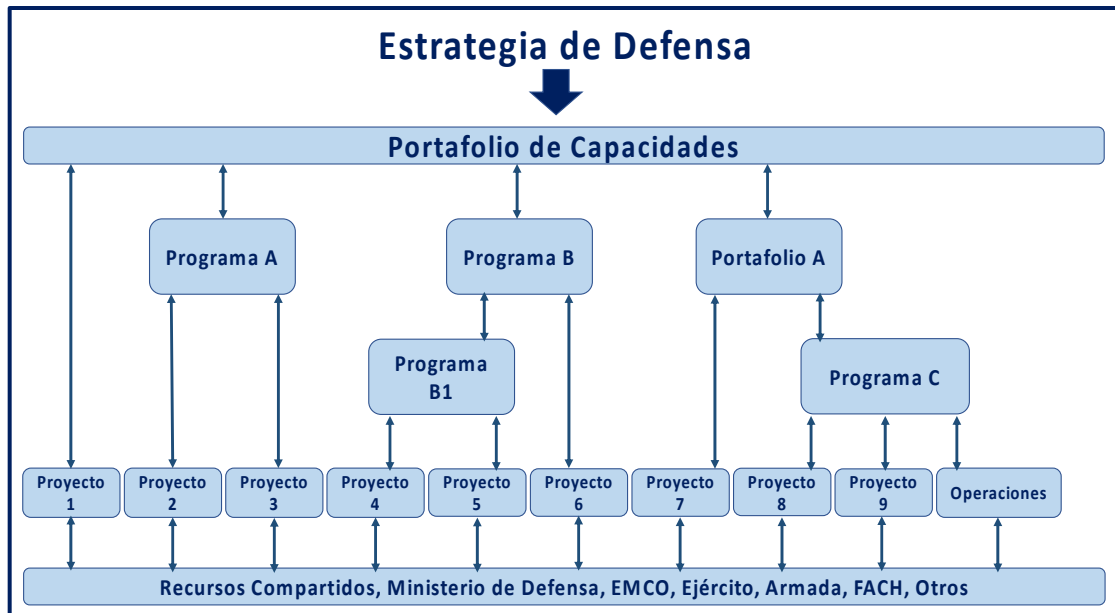 Estrategia de Defensa
Portafolio de Capacidades
Programa A
Programa B
Portafolio A
Programa
B1
Programa C
Proyecto
1
Proyecto
2
Proyecto
3
Proyecto
4
Proyecto
5
Proyecto
6
Proyecto
7
Proyecto
8
Proyecto
9
Operaciones
Recursos Compartidos, Ministerio de Defensa, EMCO, Ejército, Armada, FACH, Otros